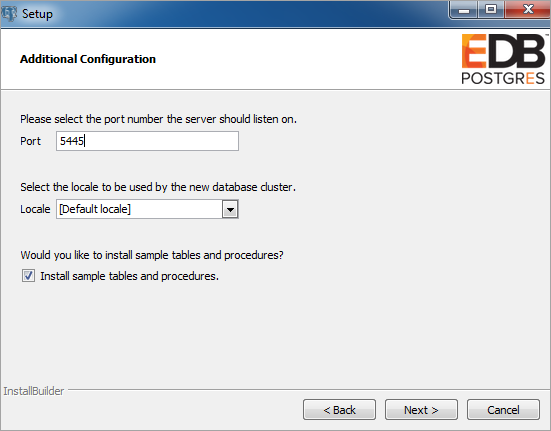 Setup
Additional Configuration
EDB
POSTGRES
Please select the port number the server should listen on.
Port 5445
Select the locale to be used by the new database cluster.
Locale [Default locale]
Would you like to install sample tables and procedures?
Install sample tables and procedures.
InstallBuilder
< Back Next > Cancel